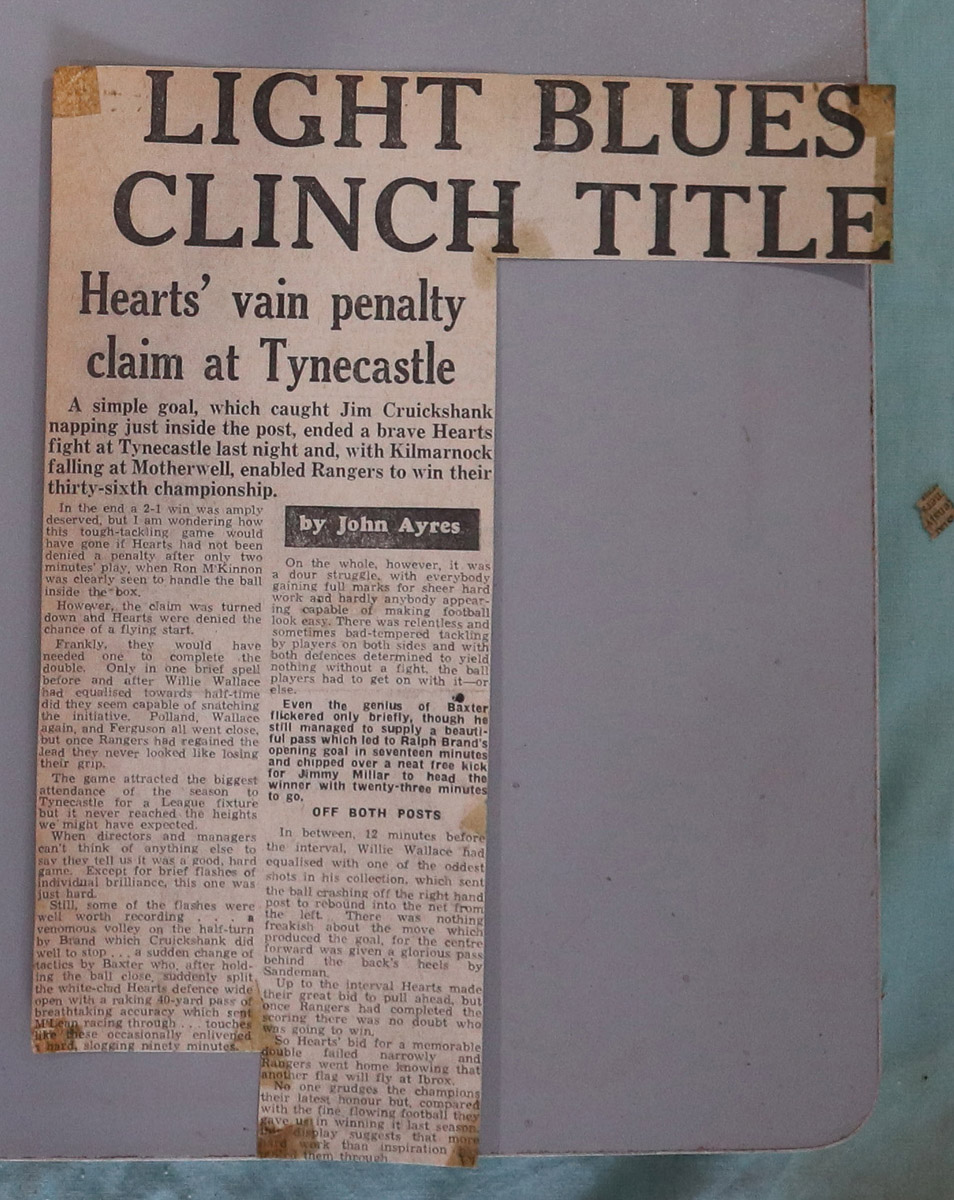 LIGHT BLUES
CLINCH TITLE
Hearts' vain penalty
claim at Tynecastle
A simple goal, which caught Jim Cruickshank
napping just inside the post, ended a brave Hearts
fight at Tynecastle last night and, with Kilmarnock
falling at Motherwell, enabled Rangers to win their
thirty-sixth championship.
In the end a 2-1 win was amply
deserved, but I am wondering how
this tough-tackling game would
have gone if Hearts had not been
denied a penalty after only two
minutes' play, when Ron M'Kinnon
was clearly seen to handle the ball
inside the box.
However, the claim was turned
down and Hearts were denied the
chance of a flying start.
Frankly, they would have
needed one to complete the
double. Only in one brief spell
before and after Willie Wallace
had equalised towards half-time
did they seem capable of snatching
the initiative. Polland, Wallace
again, and Ferguson all went close,
but once Rangers had regained the
lead they never looked like losing
their grip.
The game attracted the biggest
attendance of the season to
Tynecastle for a League fixture
but it never reached the heights
we might have expected.
When directors and managers
can't think of anything else to
say they tell us it was a good, hard
game. Except for brief flashes of
individual brilliance, this one was
just hard.
Still, some of the flashes were
well worth recording . . . a
venomous volley on the half-turn
by Brand which Cruickshank did
well to stop . . . a sudden change of
tactics by Baxter who, after hold-
ing the ball close, suddenly split
the white-clad Hearts defence wide
open with a raking 40-yard pass of
breathtaking accuracy which sent
M'Lean racing through . . . touches
like these occasionally enlivened
a hard, slogging ninety minutes.
by John Ayres
On the whole, however, it was
a dour struggle, with everybody
gaining full marks for sheer hard
work and hardly anybody appear-
ing capable of making football
look easy. There was relentless and
sometimes bad-tempered tackling
by players on both sides and with
both defences determined to yield
nothing without a fight, the ball
players had to get on with it—or
else.
Even the genius of Baxter
flickered only briefly, though he
still managed to supply a beauti-
ful pass which led to Ralph Brand's
opening goal in seventeen minutes
and chipped over a neat free kick
for Jimmy Millar to head the
winner with twenty-three minutes
to go.
OFF BOTH POSTS
In between, 12 minutes before
the interval, Willie Wallace had
equalised with one of the oddest
shots in his collection, which sent
the ball crashing off the right hand
post to rebound into the net from
the left. There was nothing
freakish about the move which
produced the goal, for the centre
forward was given a glorious pass
behind the back's heels by
Sandeman.
Up to the interval Hearts made
their great bid to pull ahead, but
once Rangers had completed the
scoring there was no doubt who
was going to win.
So Hearts' bid for a memorable
double failed narrowly and
Rangers went home knowing that
another flag will fly at Ibrox.
No one grudges the champions
their latest honour but, compared
with the fine, flowing football they
gave us in winning it last season,
display suggests that more
hard work than inspiration
them through